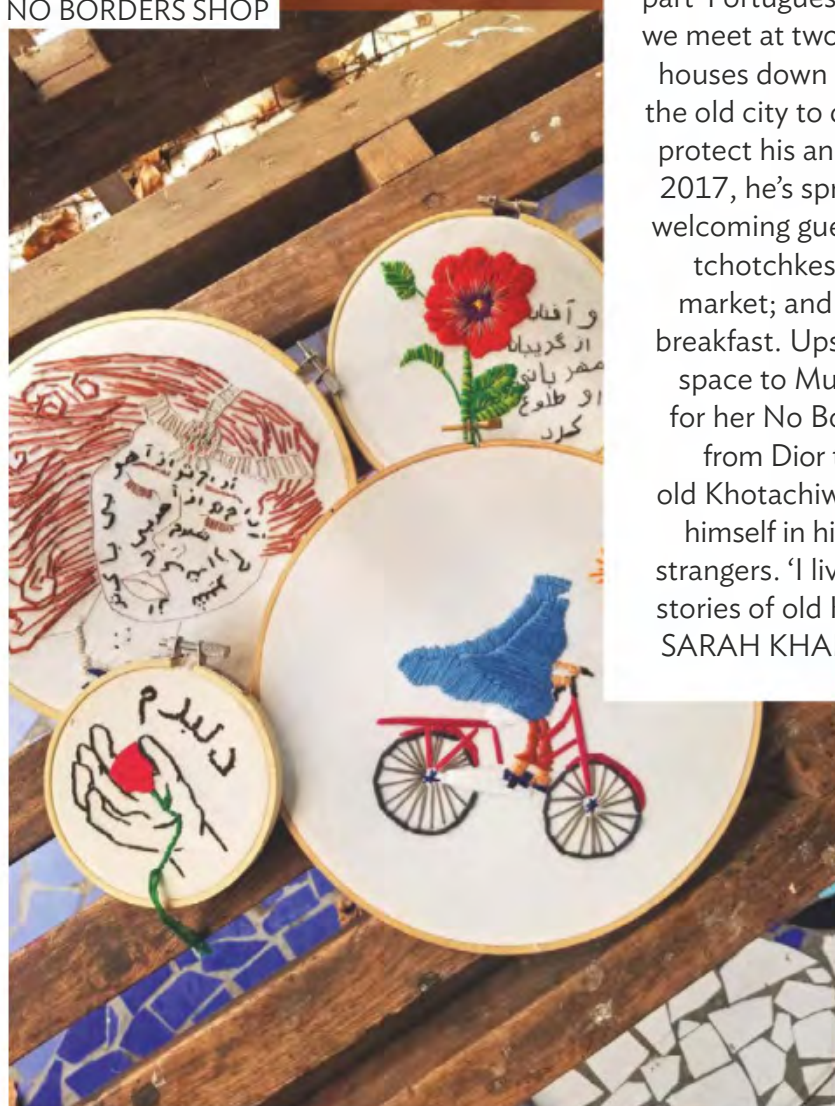 NO BORDERS SHOP
part ‘Portugues
we meet at two
houses down
the old city to c
protect his an
2017, he’s spr
welcoming gue
tchotchkes
market; and
breakfast. Ups
space to Mu
for her No Bo
from Dior t
old Khotachiw
himself in hi
strangers. ‘I liv
stories of old h
SARAH KHA
و آفتاب
از گریبان
مهربانی
او طلوع
کرد
دلبرم